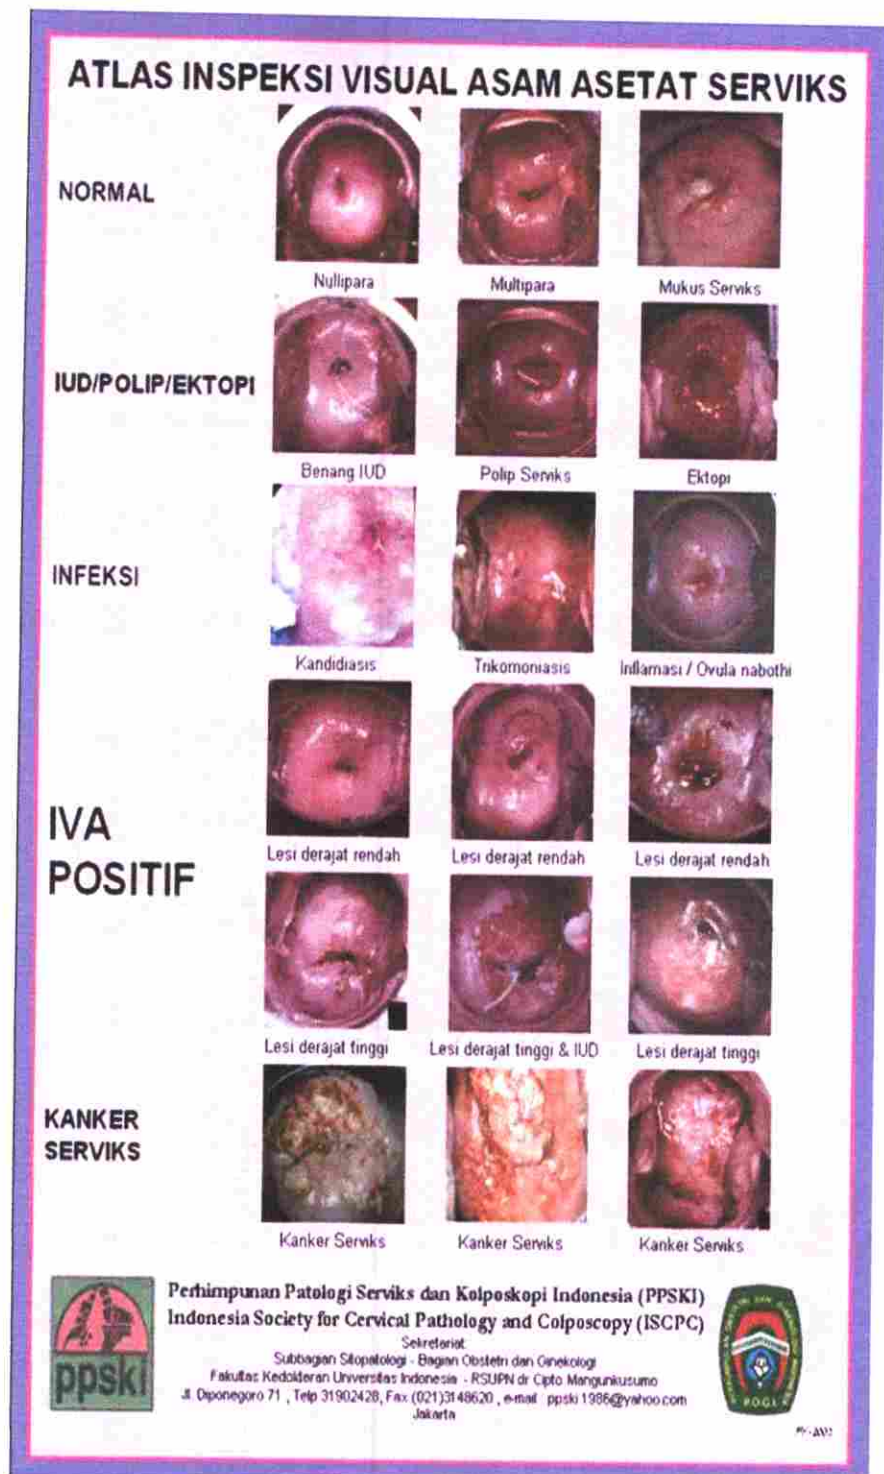 ATLAS INSPEKSI VISUAL ASAM ASETAT SERVIKS
NORMAL
Nullipara
Multipara
Mukus Serviks
IUD/POLIP/EKTOPI
Benang IUD
Polip Serviks
Ektopi
INFEKSI
Kandidiasis
Trikomoniasis
Inflamasi / Ovula nabothi
IVA
POSITIF
Lesi derajat rendah
Lesi derajat rendah
Lesi derajat rendah
Lesi derajat tinggi
Lesi derajat tinggi & IUD
Lesi derajat tinggi
KANKER
SERVIKS
Kanker Serviks
Kanker Serviks
Kanker Serviks
ppski
Perhimpunan Patologi Serviks dan Kolposkopi Indonesia (PPSKI)
Indonesia Society for Cervical Pathology and Colposcopy (ISCPC)
Sekretariat
Subbagian Sitopatologi - Bagian Obstetri dan Ginekologi
Fakultas Kedokteran Universitas Indonesia - RSUPN dr Cipto Mangunkusumo
Jl. Diponegoro 71 , Telp 31902428, Fax (021)3148620 , e-mail : ppski1986@yahoo.com
Jakarta
POGI